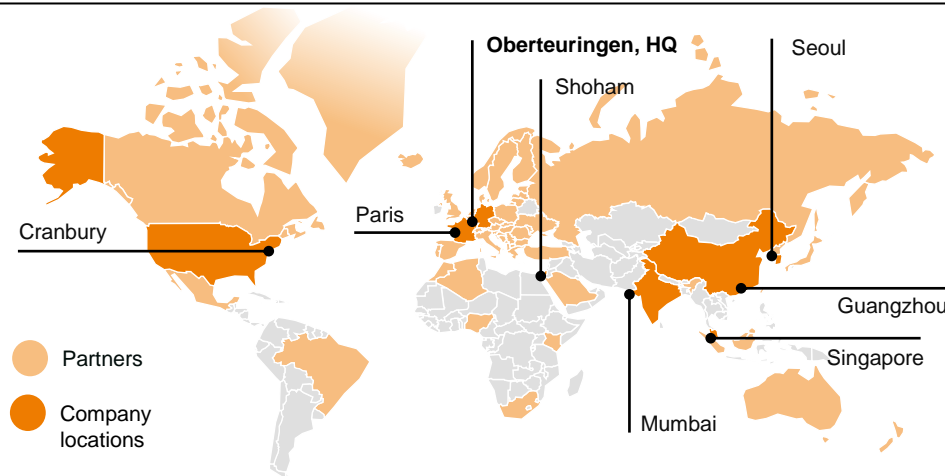 Oberteuringen, HQ
Seoul
Shoham
Paris
Cranbury
Guangzhou
Partners
Singapore
Company
locations
Mumbai